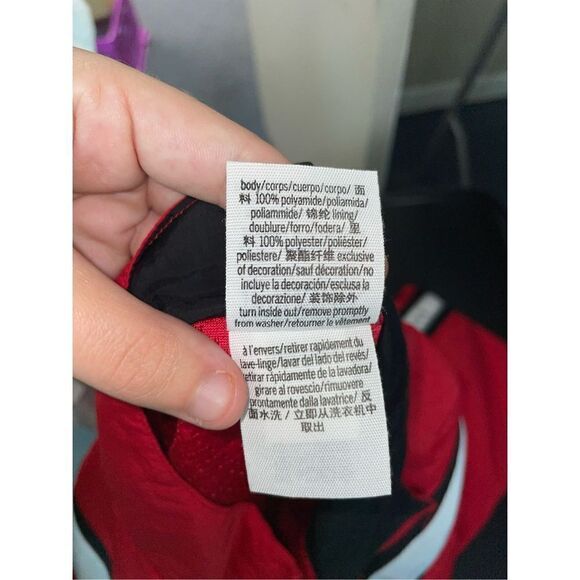 body/corps/cuerpo/corpo/ 面
料 100% polyamide/poliamida/
poliammide/ 锦纶 lining/
doublure/forro/fodera/ 里
料 100% polyester/poliéster/
poliestere/ 聚酯纤维 exclusive
of decoration/sauf décoration/no
incluye la decoración/esclusa la
decorazione/ 装饰除外
turn inside out/remove promptly
from washer/retourner le vêtement
à l'envers/retirer rapidement du
lave-linge/lavar del lado del revés/
retirar rápidamente de la lavadora/
girare al rovescio/rimuovere
prontamente dalla lavatrice/ 反
面水洗 / 立即从洗衣机中
取出